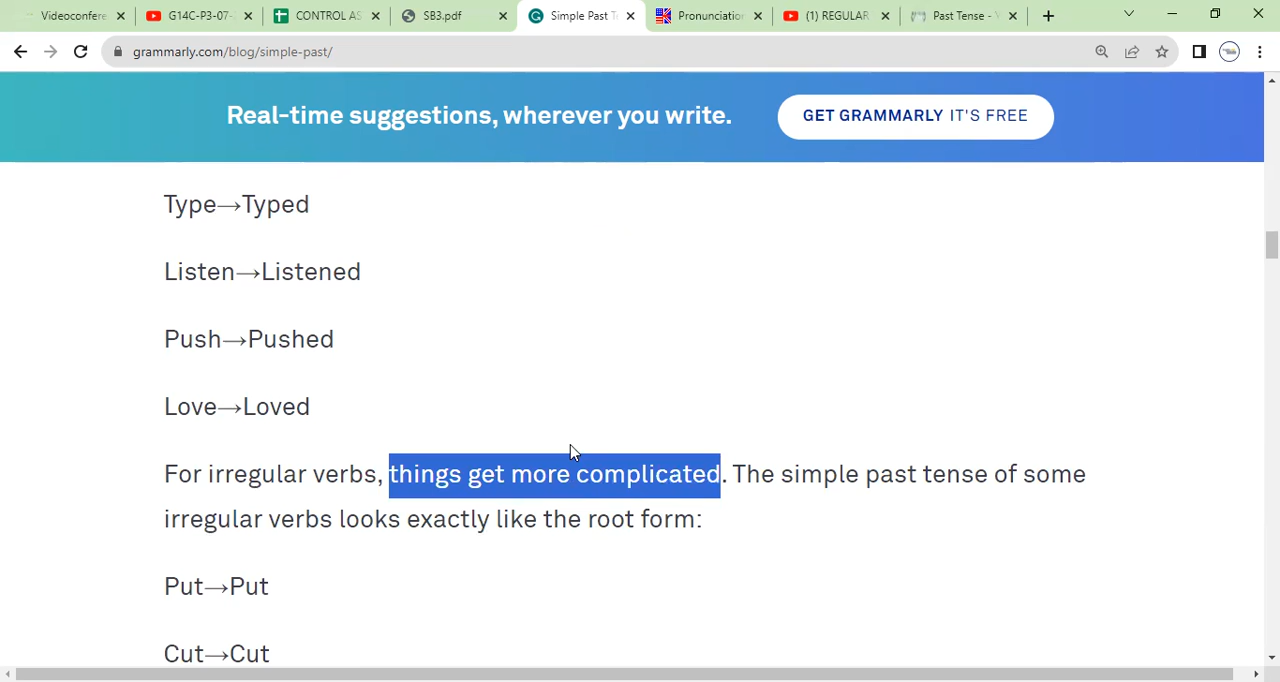 Videoconfere
G14C-P3-07-
CONTROL AS
SB3.pdf
Simple Past T
Pronunciation
(1) REGULAR
Past Tense -
grammarly.com/blog/simple-past/
Real-time suggestions, wherever you write.
GET GRAMMARLY IT'S FREE
Type→Typed
Listen→Listened
Push→Pushed
Love→Loved
For irregular verbs, things get more complicated. The simple past tense of some
irregular verbs looks exactly like the root form:
Put→Put
Cut→Cut